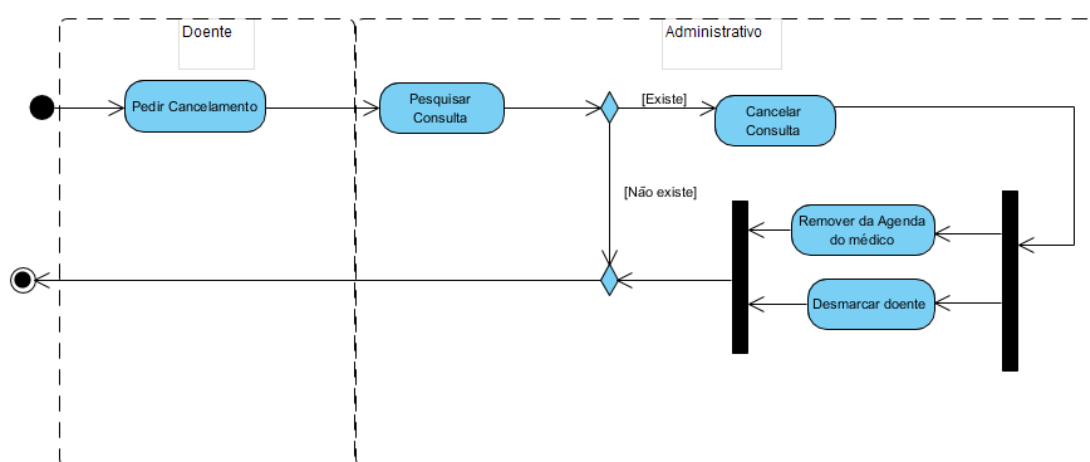 Doente
Administrativo
Pedir Cancelamento
Pesquisar
Consulta
[Existe]
Cancelar
Consulta
[Não existe]
Remover da Agenda
do médico
Desmarcar doente